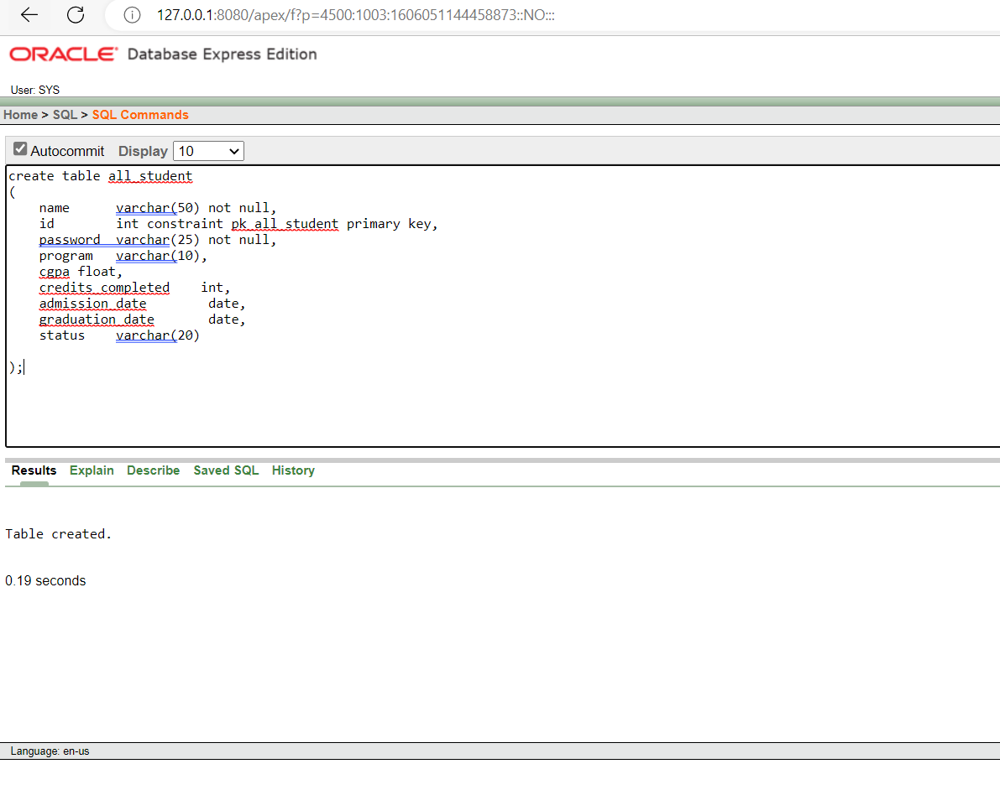 127.0.0.1:8080/apex/f?p=4500:1003:1606051144458873::NO:::
ORACLE Database Express Edition
User: SYS
Home > SQL > SQL Commands
Autocommit Display 10
create table all_student
(
    name      varchar(50) not null,
    id        int constraint pk_all_student primary key,
    password  varchar(25) not null,
    program   varchar(10),
    cgpa float,
    credits_completed    int,
    admission_date        date,
    graduation_date       date,
    status    varchar(20)
);
Results Explain Describe Saved SQL History
Table created.
0.19 seconds
Language: en-us